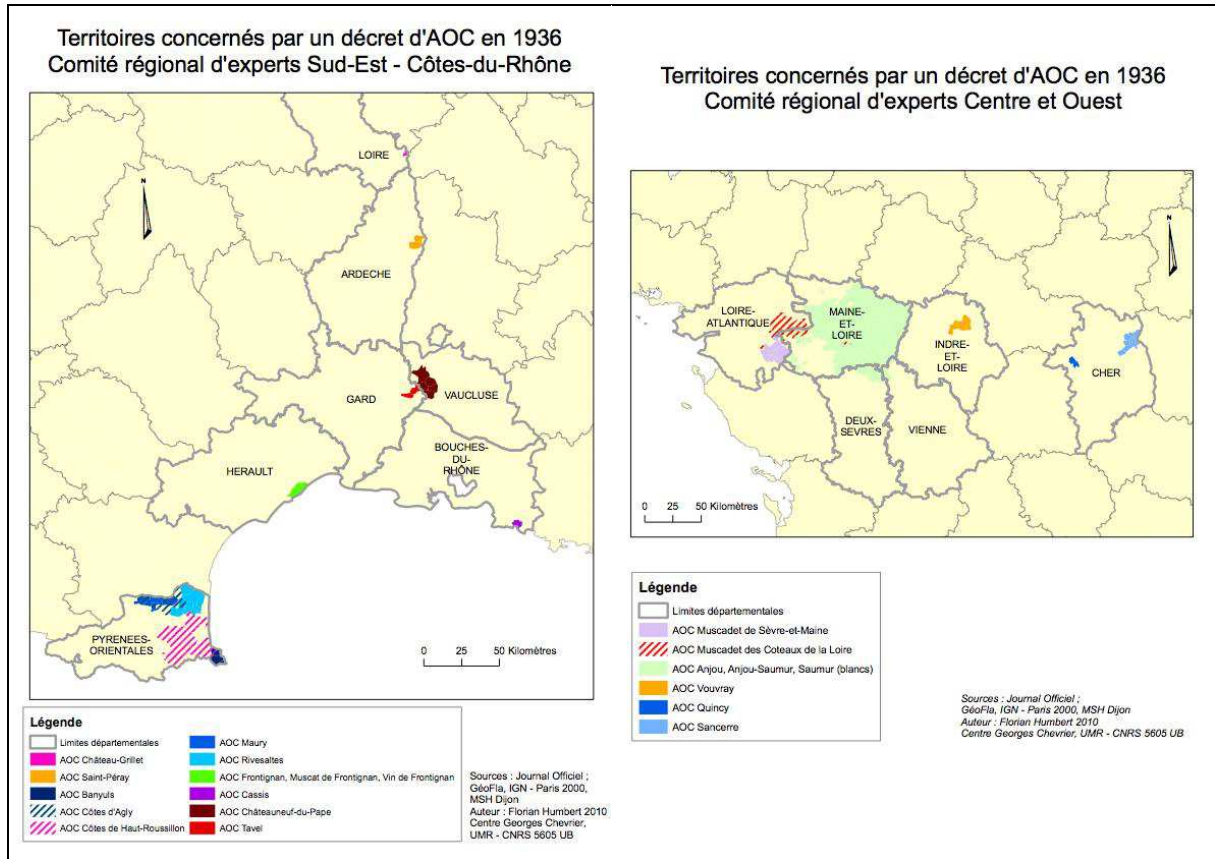 Territoires concernés par un décret d'AOC en 1936
Comité régional d'experts Sud-Est - Côtes-du-Rhône
N
LOIRE
ARDECHE
GARD
VAUCLUSE
BOUCHES-
DU-
RHÔNE
HERAULT
PYRENEES-
ORIENTALES
0 25 50 Kilomètres
Légende
Limites départementales
AOC Château-Grillet
AOC Saint-Péray
AOC Banyuls
AOC Côtes d'Agly
AOC Côtes de Haut-Roussillon
AOC Maury
AOC Rivesaltes
AOC Frontignan, Muscat de Frontignan, Vin de Frontignan
AOC Cassis
AOC Châteauneuf-du-Pape
AOC Tavel
Sources : Journal Officiel ;
GéoFla, IGN - Paris 2000,
MSH Dijon
Auteur : Florian Humbert 2010
Centre Georges Chevrier,
UMR - CNRS 5605 UB
Territoires concernés par un décret d'AOC en 1936
Comité régional d'experts Centre et Ouest
N
LOIRE-
ATLANTIQUE
MAINE-
ET-
LOIRE
INDRE-
ET-
LOIRE
CHER
DEUX-
SEVRES
VIENNE
0 25 50 Kilomètres
Légende
Limites départementales
AOC Muscadet de Sèvre-et-Maine
AOC Muscadet des Coteaux de la Loire
AOC Anjou, Anjou-Saumur, Saumur (blancs)
AOC Vouvray
AOC Quincy
AOC Sancerre
Sources : Journal Officiel ;
GéoFla, IGN - Paris 2000, MSH Dijon
Auteur : Florian Humbert 2010
Centre Georges Chevrier, UMR - CNRS 5605 UB